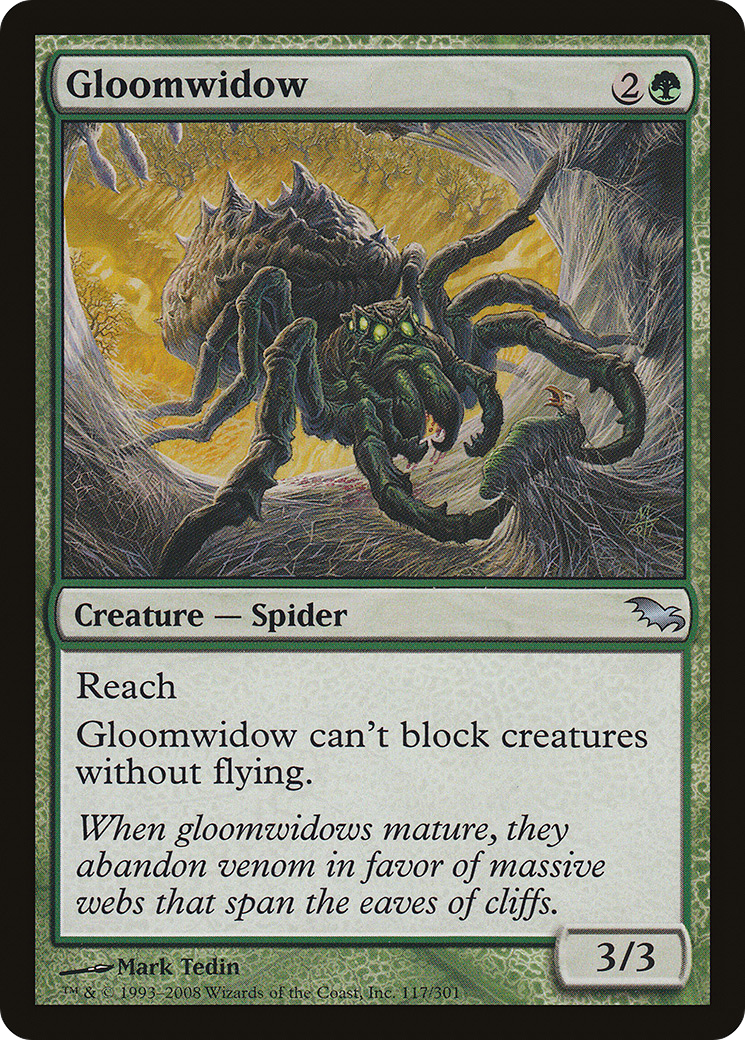 Gloomwidow 2
Creature — Spider
Reach
Gloomwidow can't block creatures
without flying.
When gloomwidows mature, they
abandon venom in favor of massive
webs that span the eaves of cliffs.
3/3
Mark Tedin
™ & © 1993–2008 Wizards of the Coast, Inc. 117/301